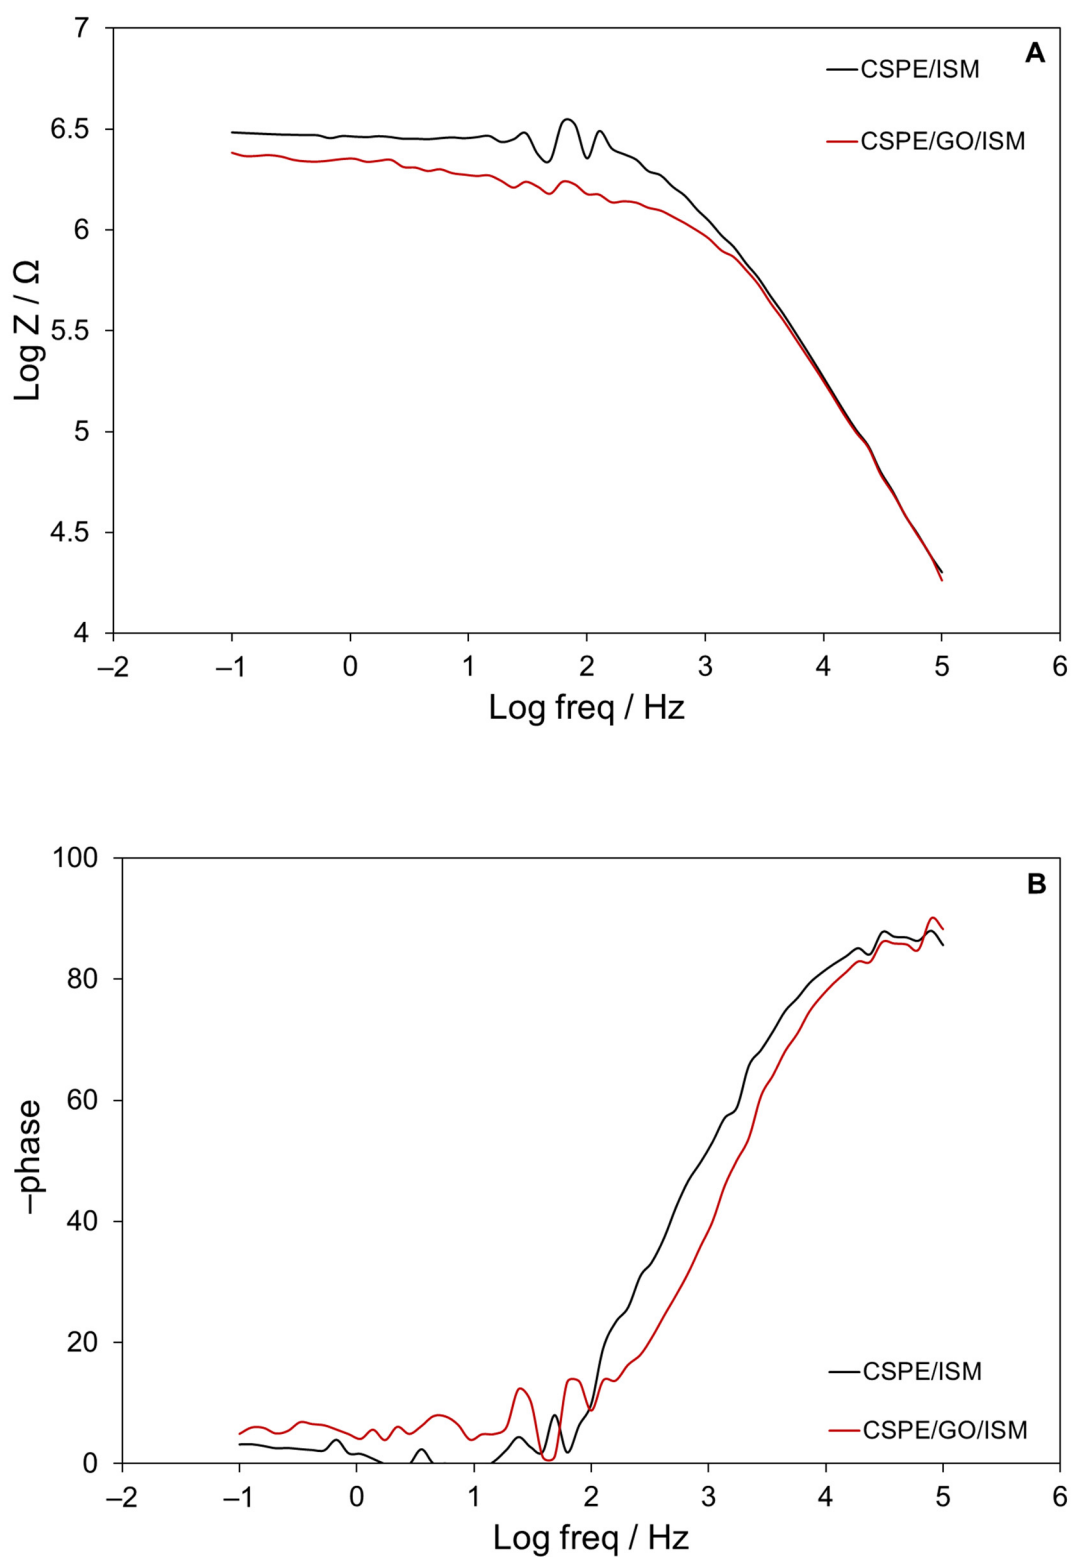 A
7
6.5
6
5.5
5
4.5
4
Log Z / Ω
CSPE/ISM
CSPE/GO/ISM
–2 –1 0 1 2 3 4 5 6
Log freq / Hz
B
100
80
60
40
20
0
–phase
CSPE/ISM
CSPE/GO/ISM
–2 –1 0 1 2 3 4 5 6
Log freq / Hz